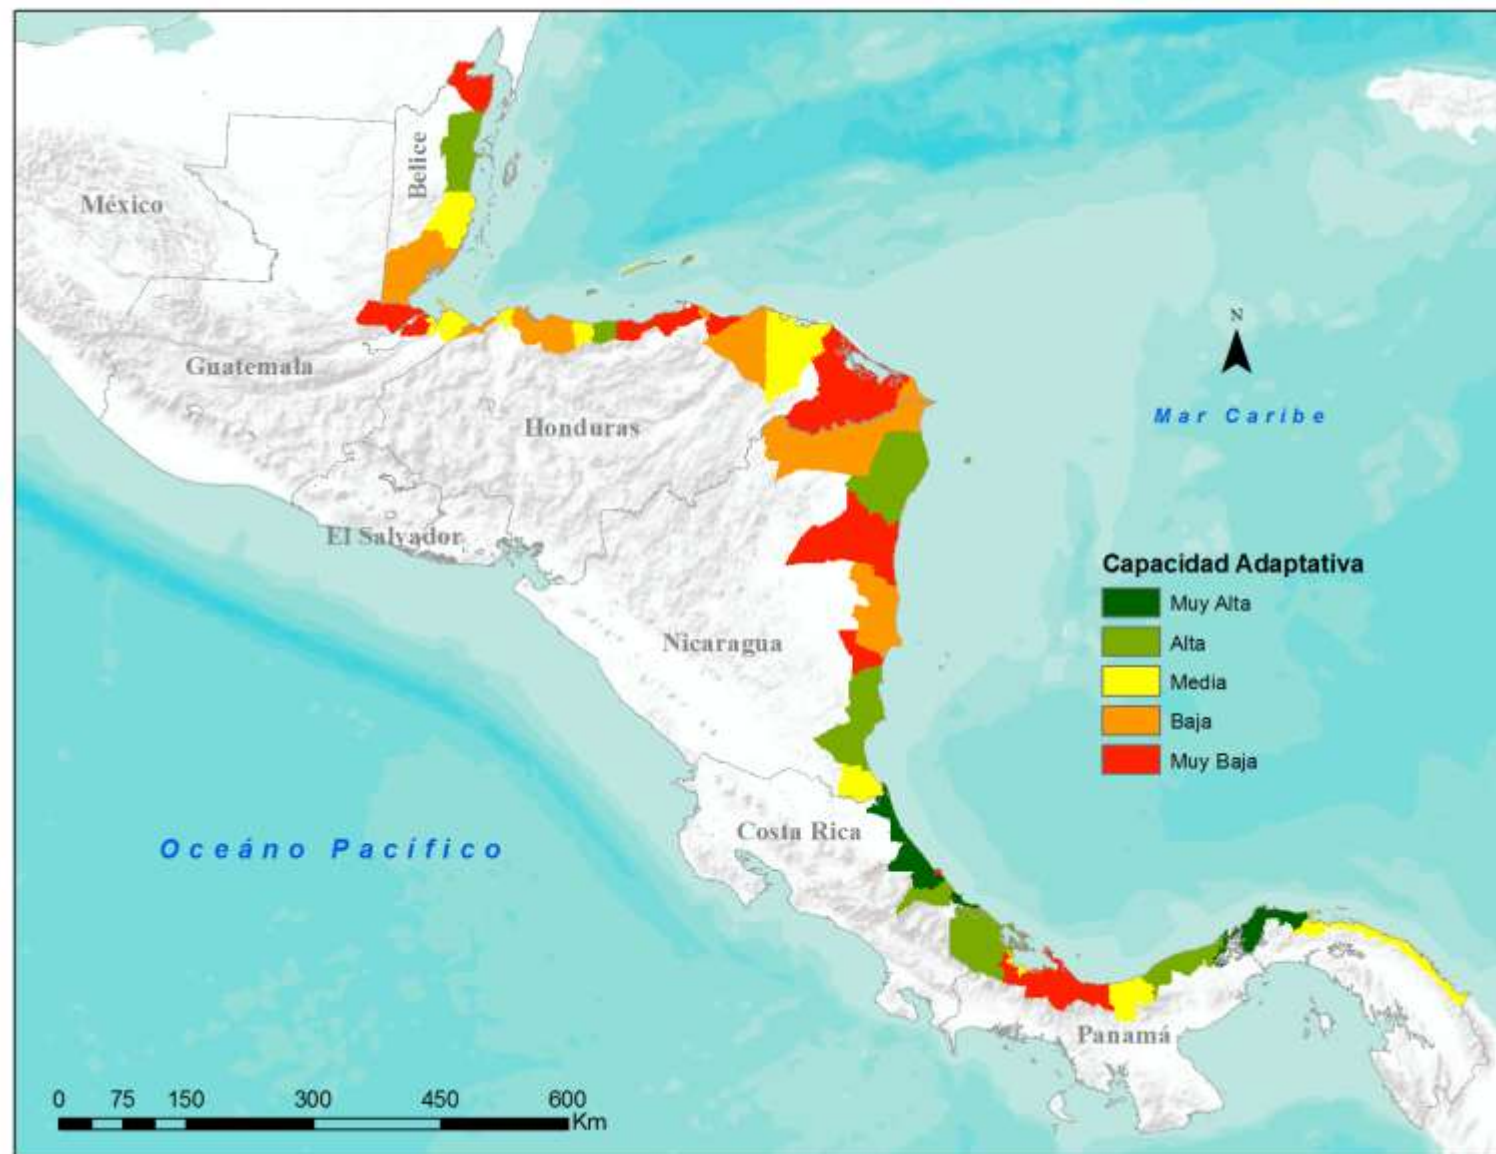 Belice
México
Guatemala
Honduras
El Salvador
Nicaragua
Costa Rica
Panamá
N
Mar Caribe
Oceáno Pacífico
Capacidad Adaptativa
Muy Alta
Alta
Media
Baja
Muy Baja
0 75 150 300 450 600
Km